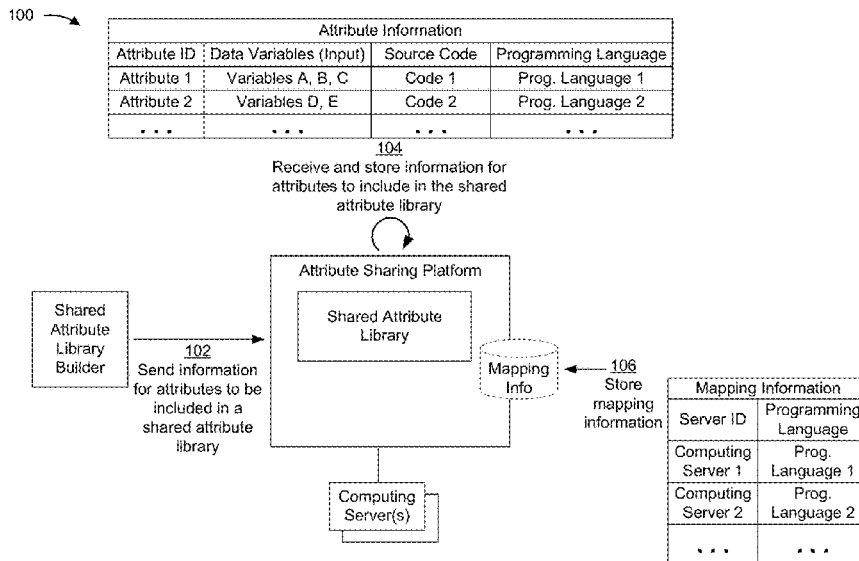 100
Attribute Information
Attribute ID Data Variables (Input) Source Code Programming Language
Attribute 1 Variables A, B, C Code 1 Prog. Language 1
Attribute 2 Variables D, E Code 2 Prog. Language 2
... ... ... ...
104
Receive and store information for
attributes to include in the shared
attribute library
Attribute Sharing Platform
Shared
Attribute
Library
Builder
102
Send information
for attributes to be
included in a
shared attribute
library
Shared Attribute
Library
Mapping
Info
106
Store
mapping
information
Computing
Server(s)
Mapping Information
Server ID Programming
Language
Computing Prog.
Server 1 Language 1
Computing Prog.
Server 2 Language 2
... ...